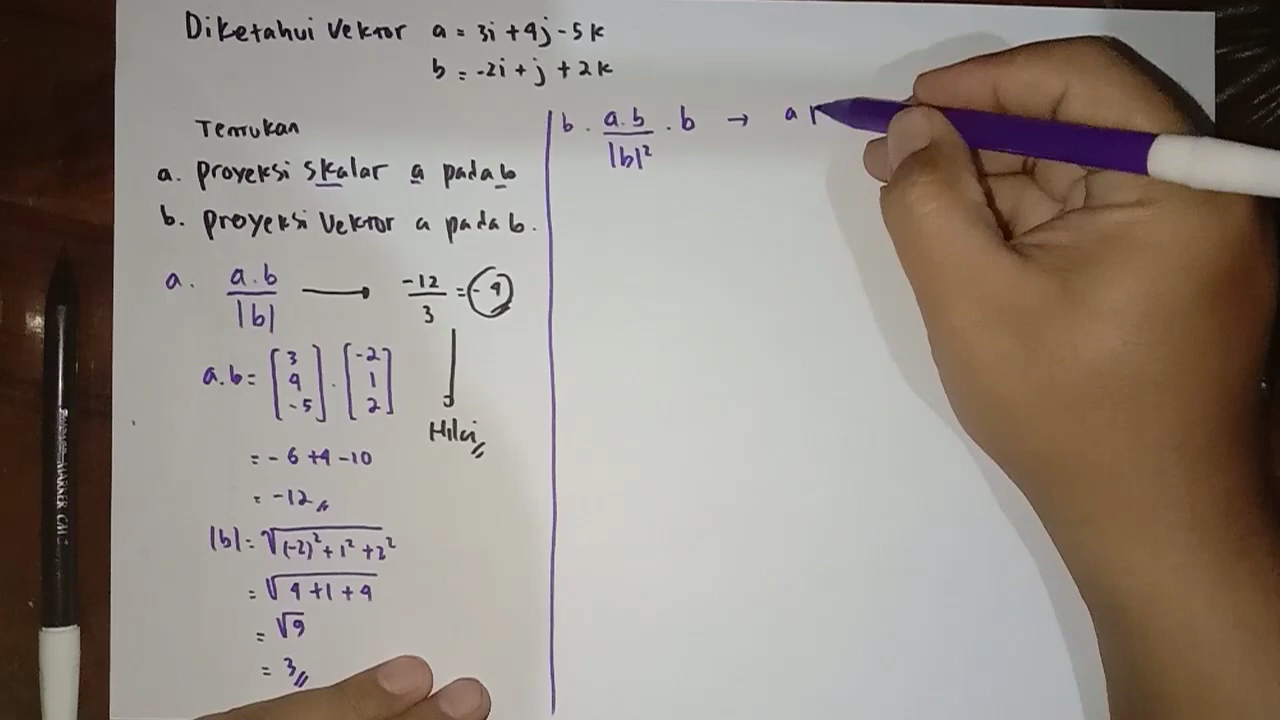 Diketahui Vektor a = 3i + 4j - 5k
b = -2i + j + 2k
Temukan
a. Proyeksi skalar a pada b
b. Proyeksi Vektor a pada b.
a. a.b / |b| → -12/3 = -4
a.b = [3 4 -5] . [-2 1 2]
Nilai
= -6 + 4 - 10
= -12
|b| = √(-2)² + 1² + 2²
= √4 + 1 + 4
= √9
= 3
b. a.b / |b|² . b → a